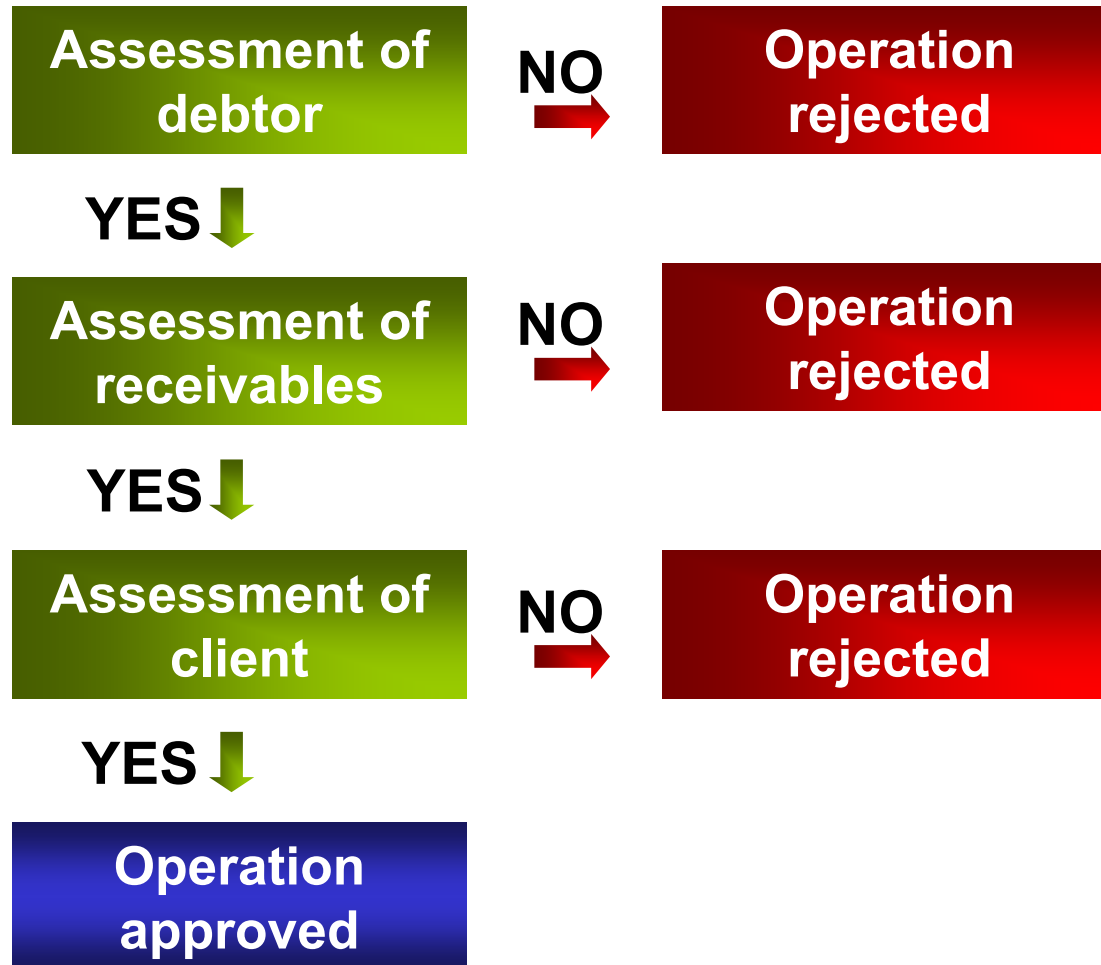 Assessment of
debtor
NO
Operation
rejected
YES
Assessment of
receivables
NO
Operation
rejected
YES
Assessment of
client
NO
Operation
rejected
YES
Operation
approved